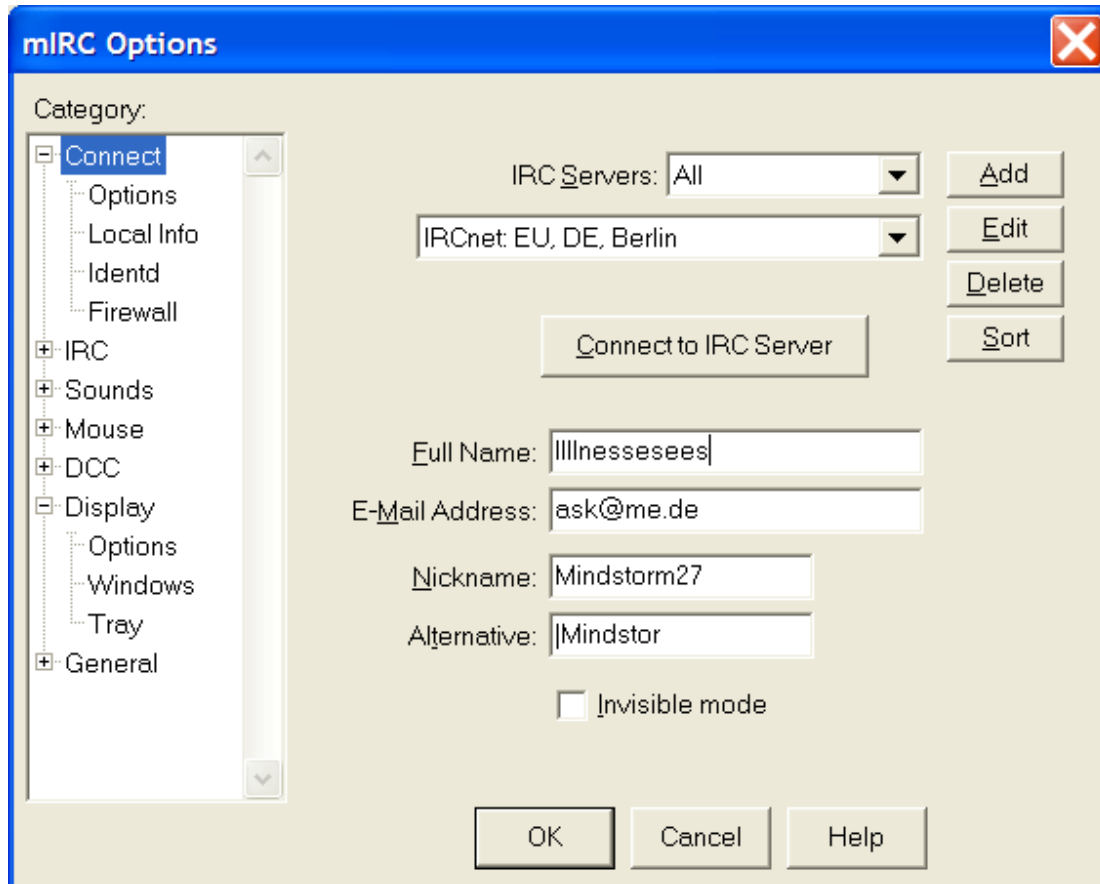 mIRC Options
Category:
Connect
Options
Local Info
Identd
Firewall
IRC
Sounds
Mouse
DCC
Display
Options
Windows
Tray
General
IRC Servers: All
Add
IRCnet: EU, DE, Berlin
Edit
Delete
Sort
Connect to IRC Server
Full Name: IIIInessesees
E-Mail Address: ask@me.de
Nickname: Mindstorm27
Alternative: |Mindstor
Invisible mode
OK Cancel Help